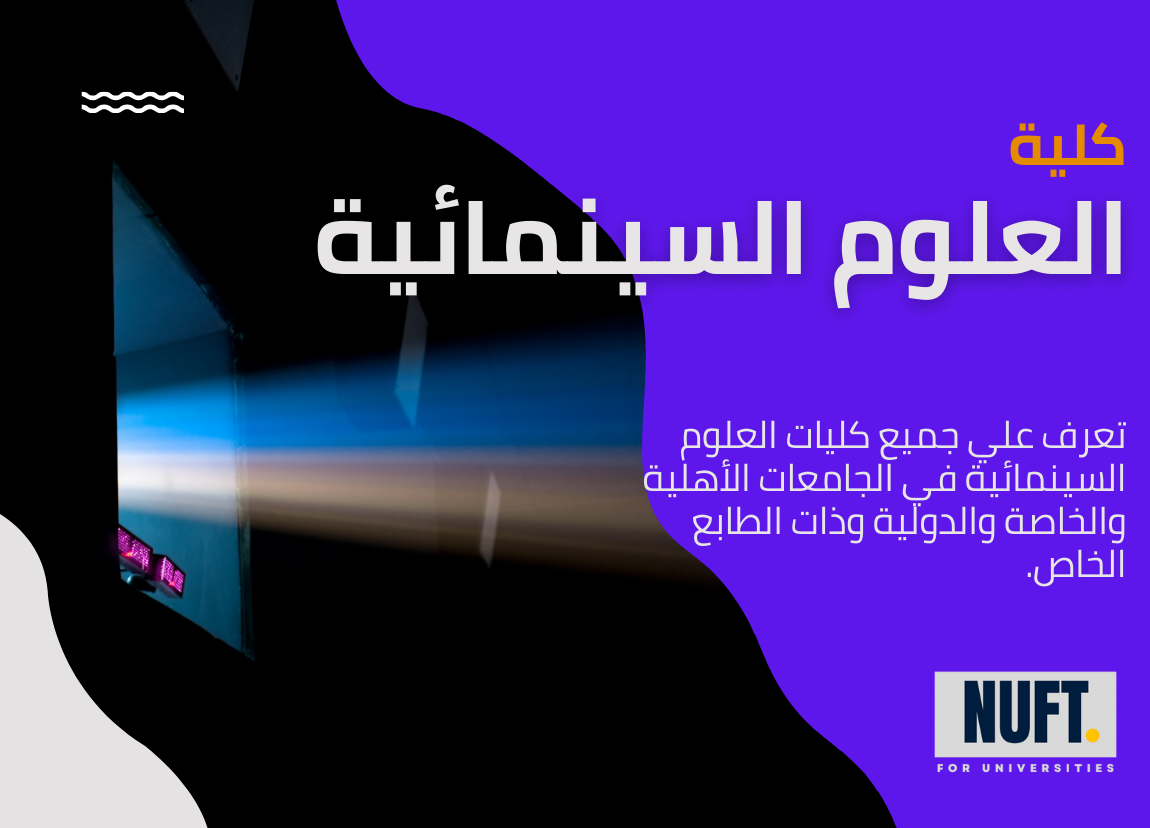 كلية
العلوم السينمائية
تعرف علي جميع كليات العلوم
السينمائية في الجامعات الأهلية
والخاصة والدولية وذات الطابع
الخاص.
NUFT.
FOR UNIVERSITIES